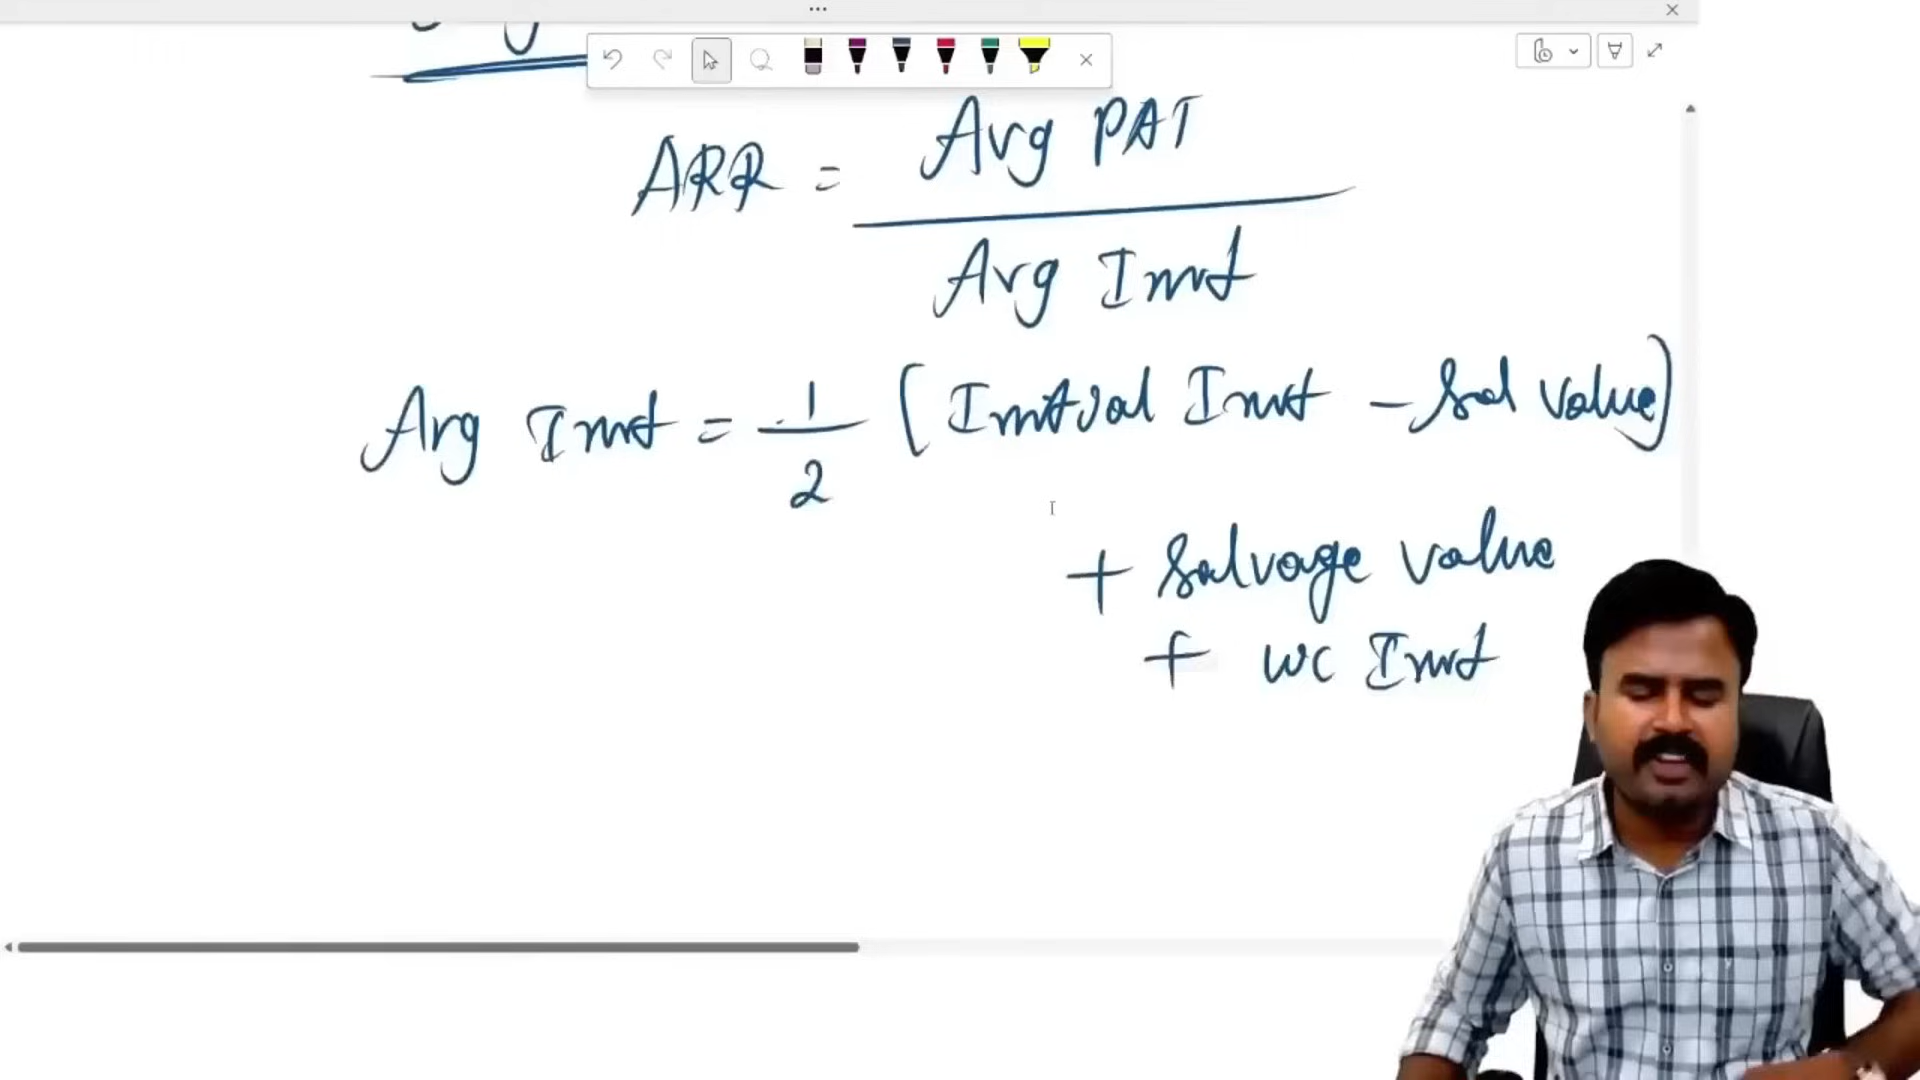 ARR = Avg PAT
Avg Invt
Avg Invt = 1/2 [Initial Invt - Sal value]
+ Salvage value
+ WC Invt